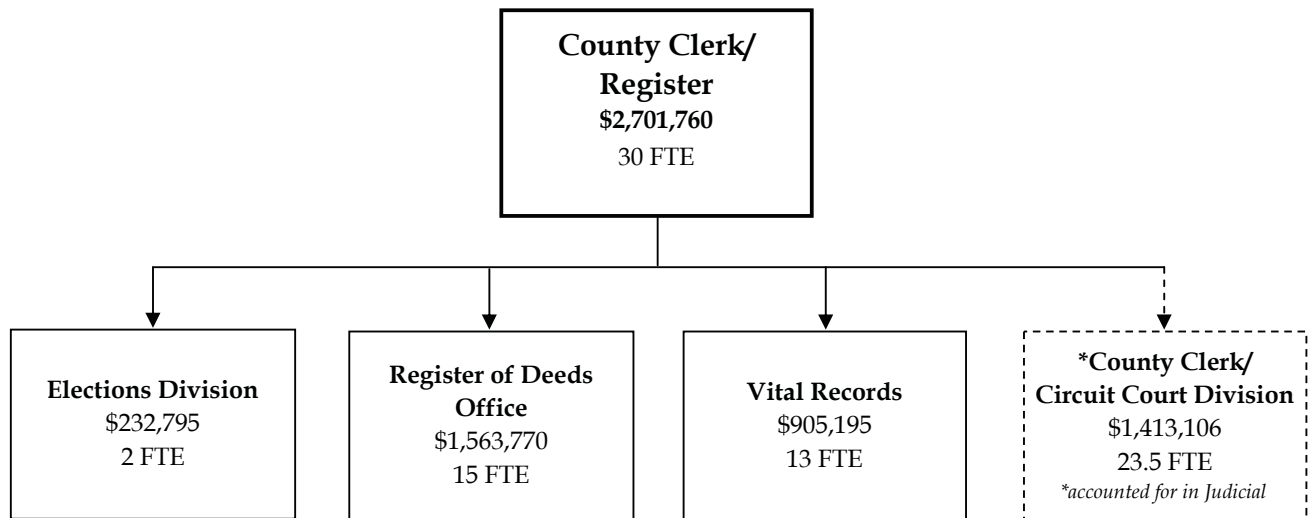 County Clerk/
Register
$2,701,760
30 FTE
Elections Division
$232,795
2 FTE
Register of Deeds
Office
$1,563,770
15 FTE
Vital Records
$905,195
13 FTE
*County Clerk/
Circuit Court Division
$1,413,106
23.5 FTE
*accounted for in Judicial